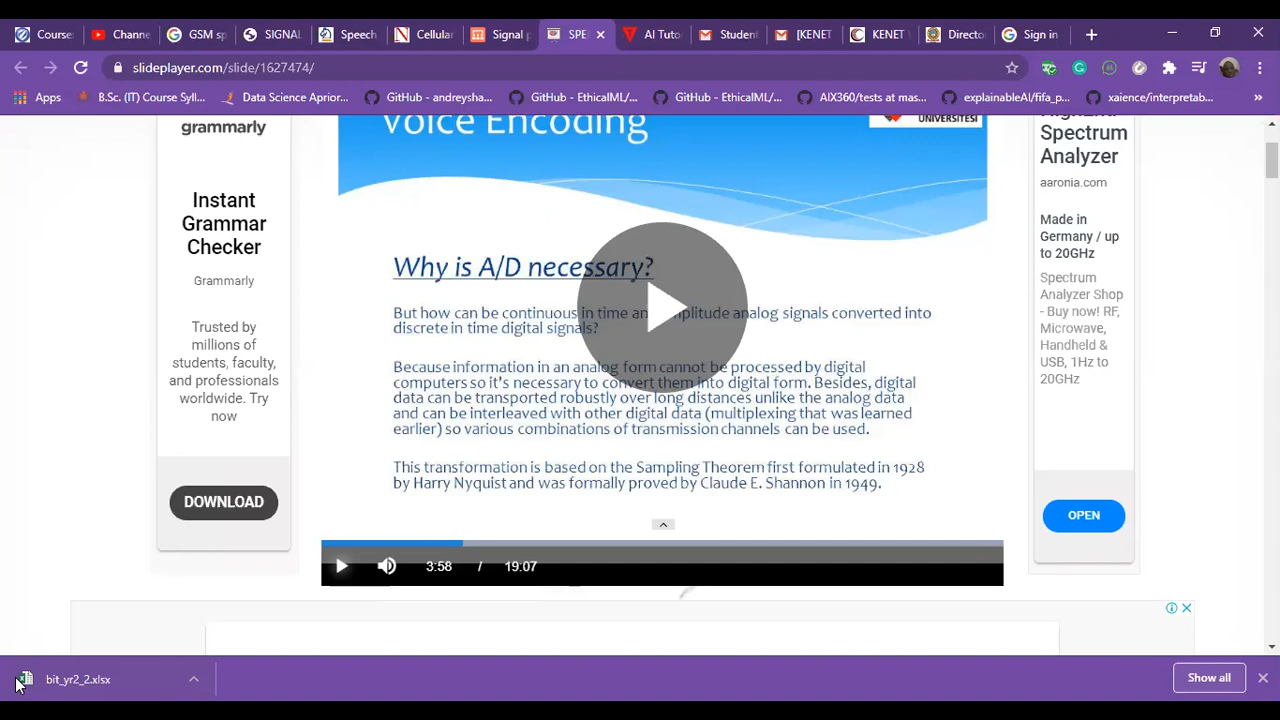 Course
Channe
GSM sp
SIGNAL
Speech
Cellular
Signal p
SPE
AI Tuto
Student
[KENET
KENET
Directo
Sign in
slideplayer.com/slide/1627474/
Apps
B.Sc. (IT) Course Syll...
Data Science Aprior...
GitHub - andreysha...
GitHub - EthicalML/...
GitHub - EthicalML/...
AIX360/tests at mas...
explainableAI/fifa_p...
xaience/interpretab...
grammarly
Instant
Grammar
Checker
Grammarly
Trusted by
millions of
students, faculty,
and professionals
worldwide. Try
now
DOWNLOAD
Voice Encoding
ÜNİVERSİTESİ
Why is A/D necessary?
But how can be continuous in time and amplitude analog signals converted into
discrete in time digital signals?
Because information in an analog form cannot be processed by digital
computers so it's necessary to convert them into digital form. Besides, digital
data can be transported robustly over long distances unlike the analog data
and can be interleaved with other digital data (multiplexing that was learned
earlier) so various combinations of transmission channels can be used.
This transformation is based on the Sampling Theorem first formulated in 1928
by Harry Nyquist and was formally proved by Claude E. Shannon in 1949.
3:58 / 19:07
Spectrum
Analyzer
aaronia.com
Made in
Germany / up
to 20GHz
Spectrum
Analyzer Shop
- Buy now! RF,
Microwave,
Handheld &
USB, 1Hz to
20GHz
OPEN
bit_yr2_2.xlsx
Show all